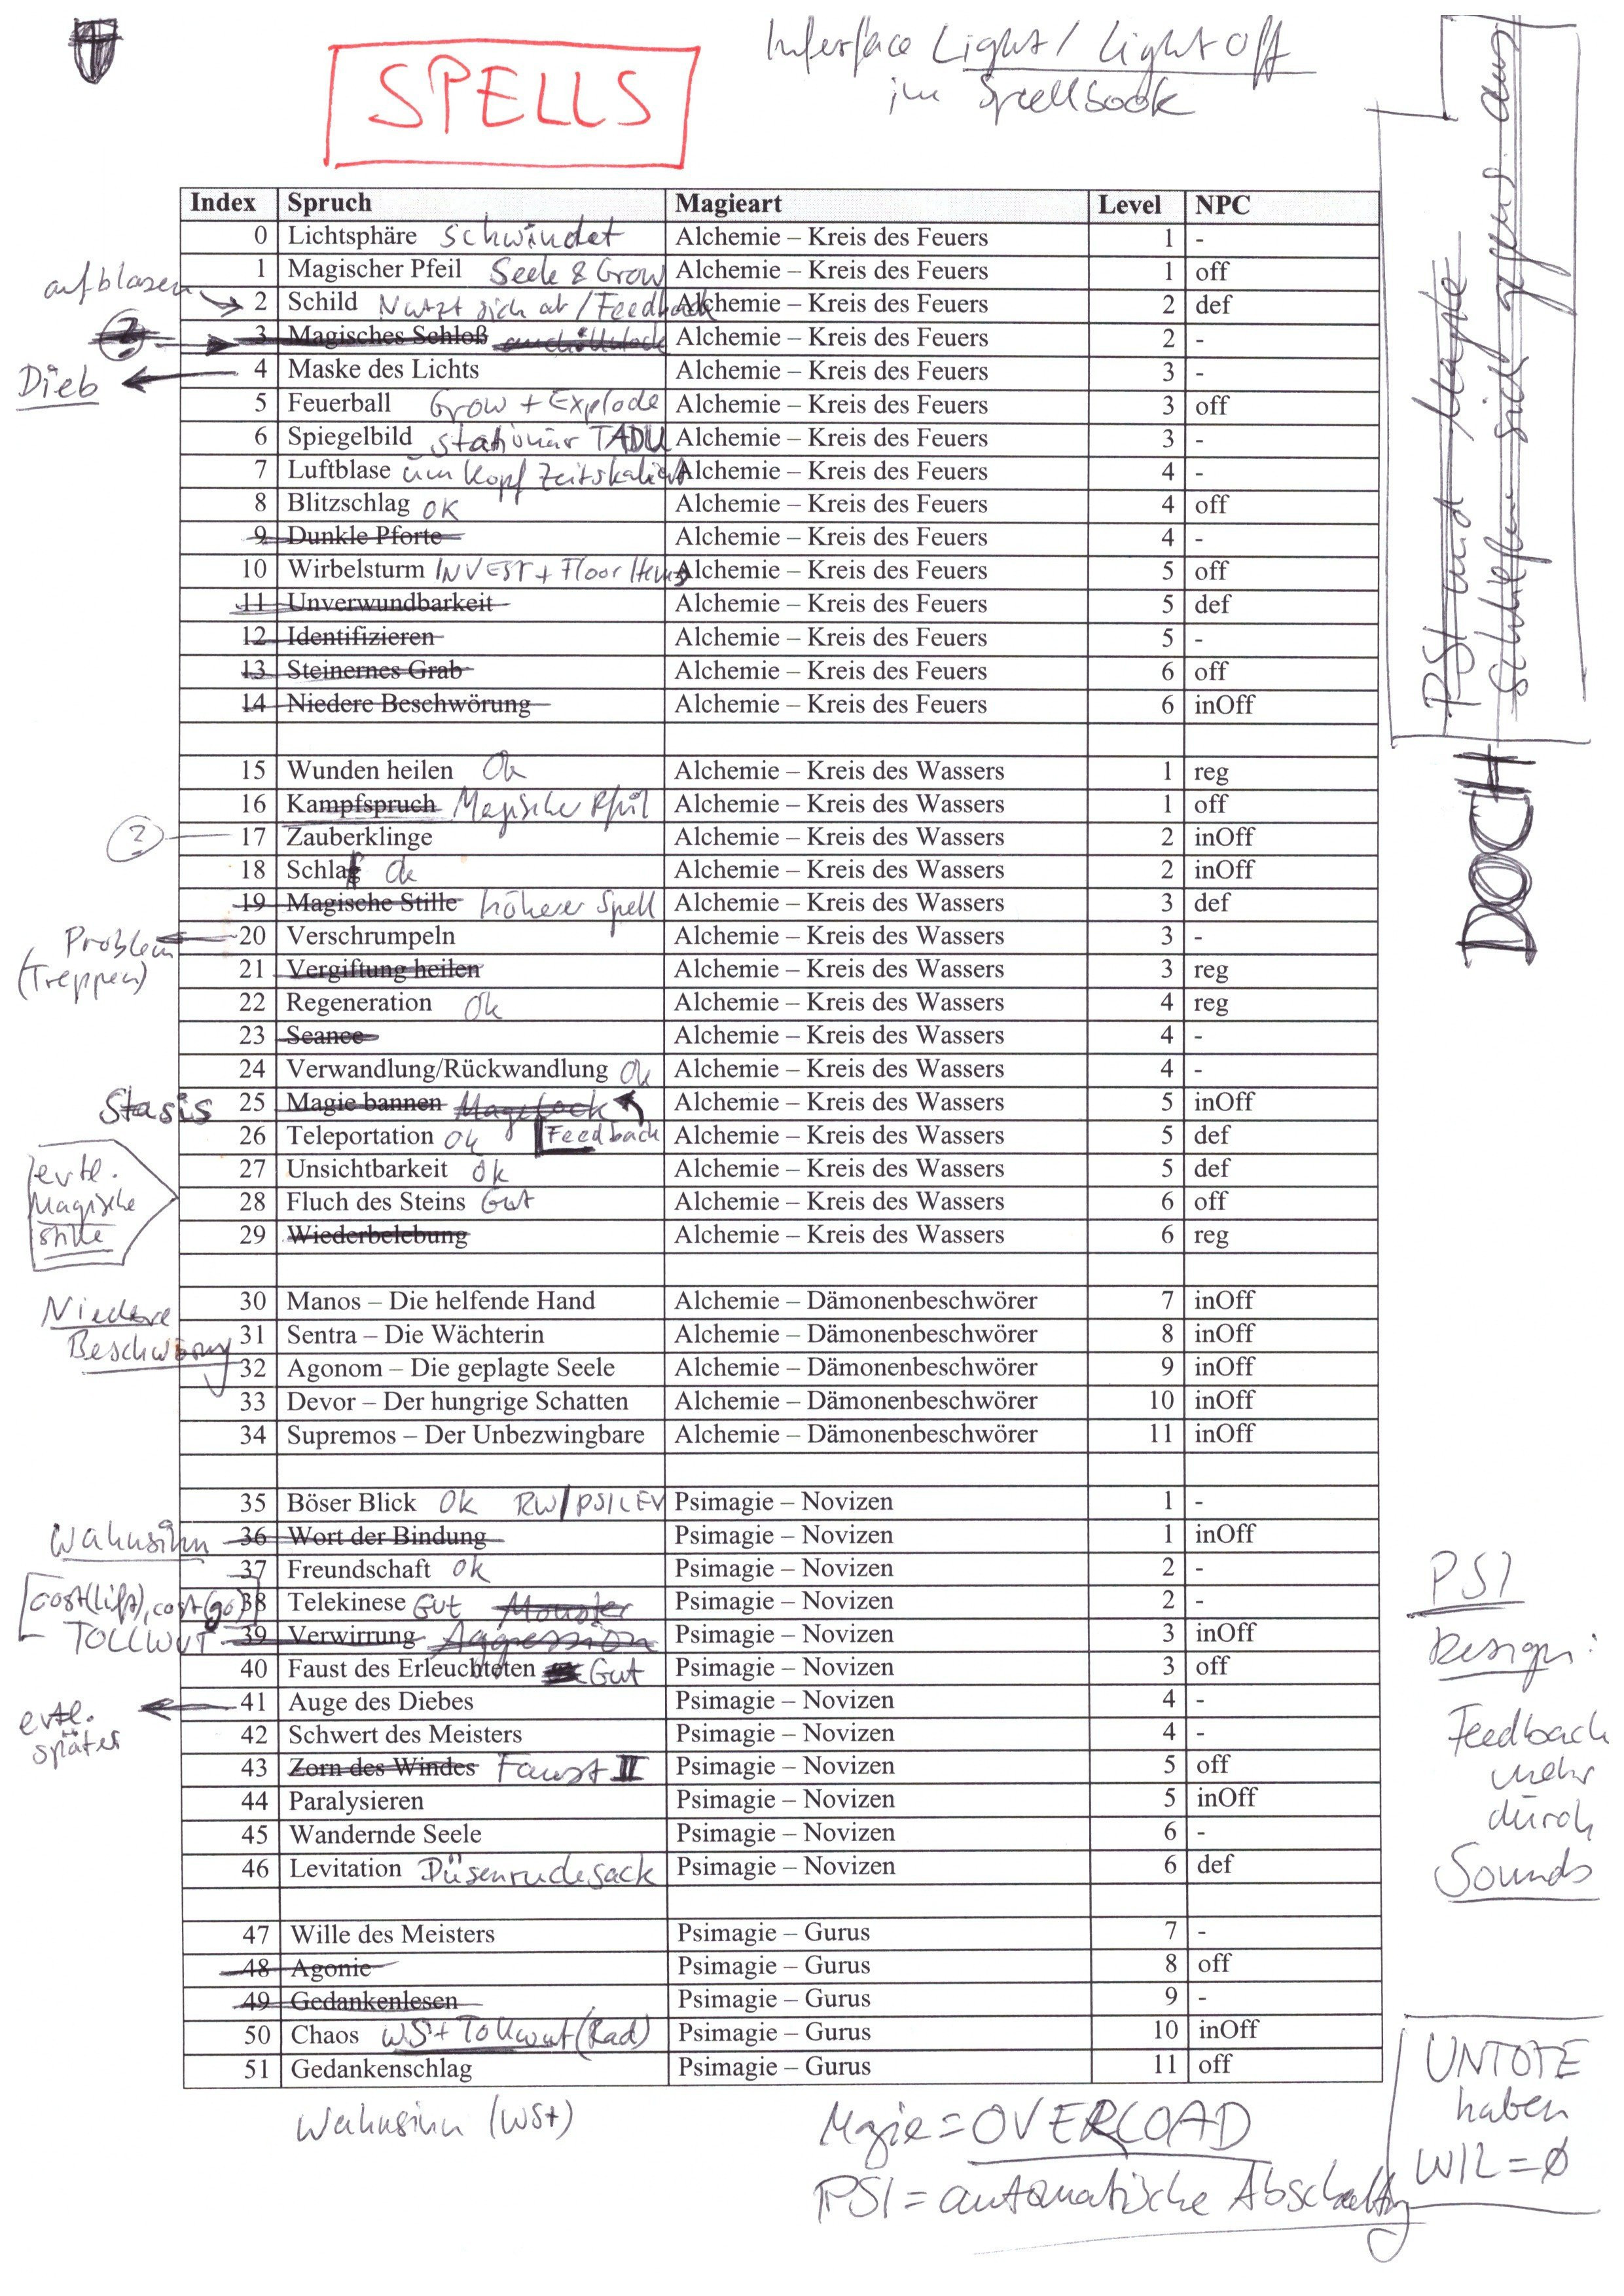 Interface Light / Light Off
im Spellbook
SPELLS
Index Spruch Magieart Level NPC
0 Lichtsphäre schwindet Alchemie – Kreis des Feuers 1 -
1 Magischer Pfeil Seek & Grow Alchemie – Kreis des Feuers 1 off
aufblasen 2 Schild Nutzt sich ab / Feedback Alchemie – Kreis des Feuers 2 def
3 Magisches Schloß Alchemie – Kreis des Feuers 2 -
Dieb 4 Maske des Lichts Alchemie – Kreis des Feuers 3 -
5 Feuerball Grow + Explode Alchemie – Kreis des Feuers 3 off
6 Spiegelbild stationär Alchemie – Kreis des Feuers 3 -
7 Luftblase um Kopf Zeitskaliert Alchemie – Kreis des Feuers 4 -
8 Blitzschlag OK Alchemie – Kreis des Feuers 4 off
9 Dunkle Pforte Alchemie – Kreis des Feuers 4 -
10 Wirbelsturm INVEST + Floor Items Alchemie – Kreis des Feuers 5 off
11 Unverwundbarkeit Alchemie – Kreis des Feuers 5 def
12 Identifizieren Alchemie – Kreis des Feuers 5 -
13 Steinernes Grab Alchemie – Kreis des Feuers 6 off
14 Niedere Beschwörung Alchemie – Kreis des Feuers 6 inOff
15 Wunden heilen Ok Alchemie – Kreis des Wassers 1 reg
16 Kampfspruch Magischer Pfeil Alchemie – Kreis des Wassers 1 off
? 17 Zauberklinge Alchemie – Kreis des Wassers 2 inOff
18 Schlaf Ok Alchemie – Kreis des Wassers 2 inOff
19 Magische Stille höherer Spell Alchemie – Kreis des Wassers 3 def
Problem 20 Verschrumpeln Alchemie – Kreis des Wassers 3 -
(Treppen) 21 Vergiftung heilen Alchemie – Kreis des Wassers 3 reg
22 Regeneration Ok Alchemie – Kreis des Wassers 4 reg
23 Seance Alchemie – Kreis des Wassers 4 -
24 Verwandlung/Rückwandlung Ok Alchemie – Kreis des Wassers 4 -
Stasis 25 Magie bannen Magelock Alchemie – Kreis des Wassers 5 inOff
26 Teleportation Ok Feedback Alchemie – Kreis des Wassers 5 def
27 Unsichtbarkeit Ok Alchemie – Kreis des Wassers 5 def
28 Fluch des Steins Gut Alchemie – Kreis des Wassers 6 off
29 Wiederbelebung Alchemie – Kreis des Wassers 6 reg
evtl.
Magische
Stille
30 Manos – Die helfende Hand Alchemie – Dämonenbeschwörer 7 inOff
31 Sentra – Die Wächterin Alchemie – Dämonenbeschwörer 8 inOff
32 Agonom – Die geplagte Seele Alchemie – Dämonenbeschwörer 9 inOff
33 Devor – Der hungrige Schatten Alchemie – Dämonenbeschwörer 10 inOff
34 Supremos – Der Unbezwingbare Alchemie – Dämonenbeschwörer 11 inOff
Niedere
Beschwörung
35 Böser Blick Ok RW/PSI LEV Psimagie – Novizen 1 -
Wahnsinn 36 Wort der Bindung Psimagie – Novizen 1 inOff
37 Freundschaft Ok Psimagie – Novizen 2 -
cost(lift), cost(go) 38 Telekinese Gut Monster Psimagie – Novizen 2 -
TOLLWUT 39 Verwirrung Aggression Psimagie – Novizen 3 inOff
40 Faust des Erleuchteten Gut Psimagie – Novizen 3 off
evtl. 41 Auge des Diebes Psimagie – Novizen 4 -
später 42 Schwert des Meisters Psimagie – Novizen 4 -
43 Zorn des Windes Faust II Psimagie – Novizen 5 off
44 Paralysieren Psimagie – Novizen 5 inOff
45 Wandernde Seele Psimagie – Novizen 6 -
46 Levitation Düsenrucksack Psimagie – Novizen 6 def
47 Wille des Meisters Psimagie – Gurus 7 -
48 Agonie Psimagie – Gurus 8 off
49 Gedankenlesen Psimagie – Gurus 9 -
50 Chaos WS+ Tollwut (Rad) Psimagie – Gurus 10 inOff
51 Gedankenschlag Psimagie – Gurus 11 off
Wahnsinn (WS+)
Magie = OVERLOAD
PSI = automatische Abschaltg
PSI und Magie
schließen sich gegens. aus
DOCH
PSI
Design:
Feedback
mehr
durch
Sounds
UNTOTE
haben
WIL = Ø